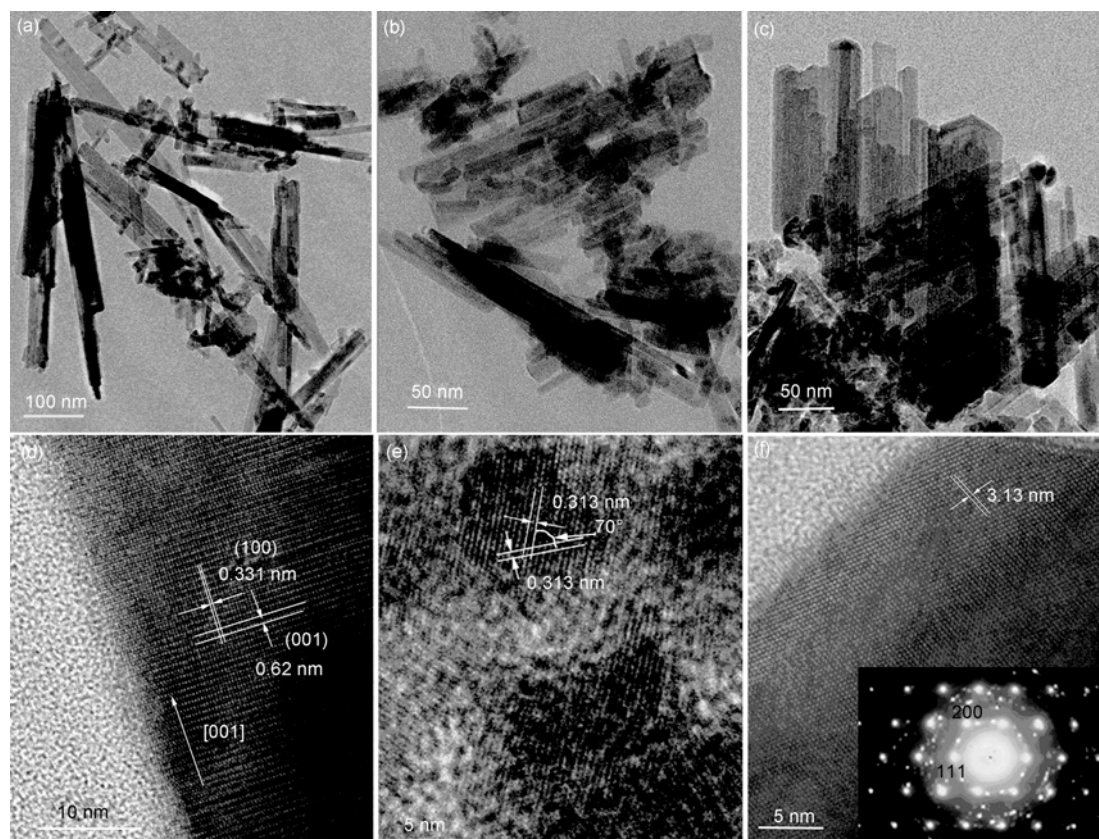 (a)
100 nm
(b)
50 nm
(c)
50 nm
(d)
(100)
0.331 nm
(001)
0.62 nm
[001]
10 nm
(e)
0.313 nm
70°
0.313 nm
5 nm
(f)
3.13 nm
200
111
5 nm